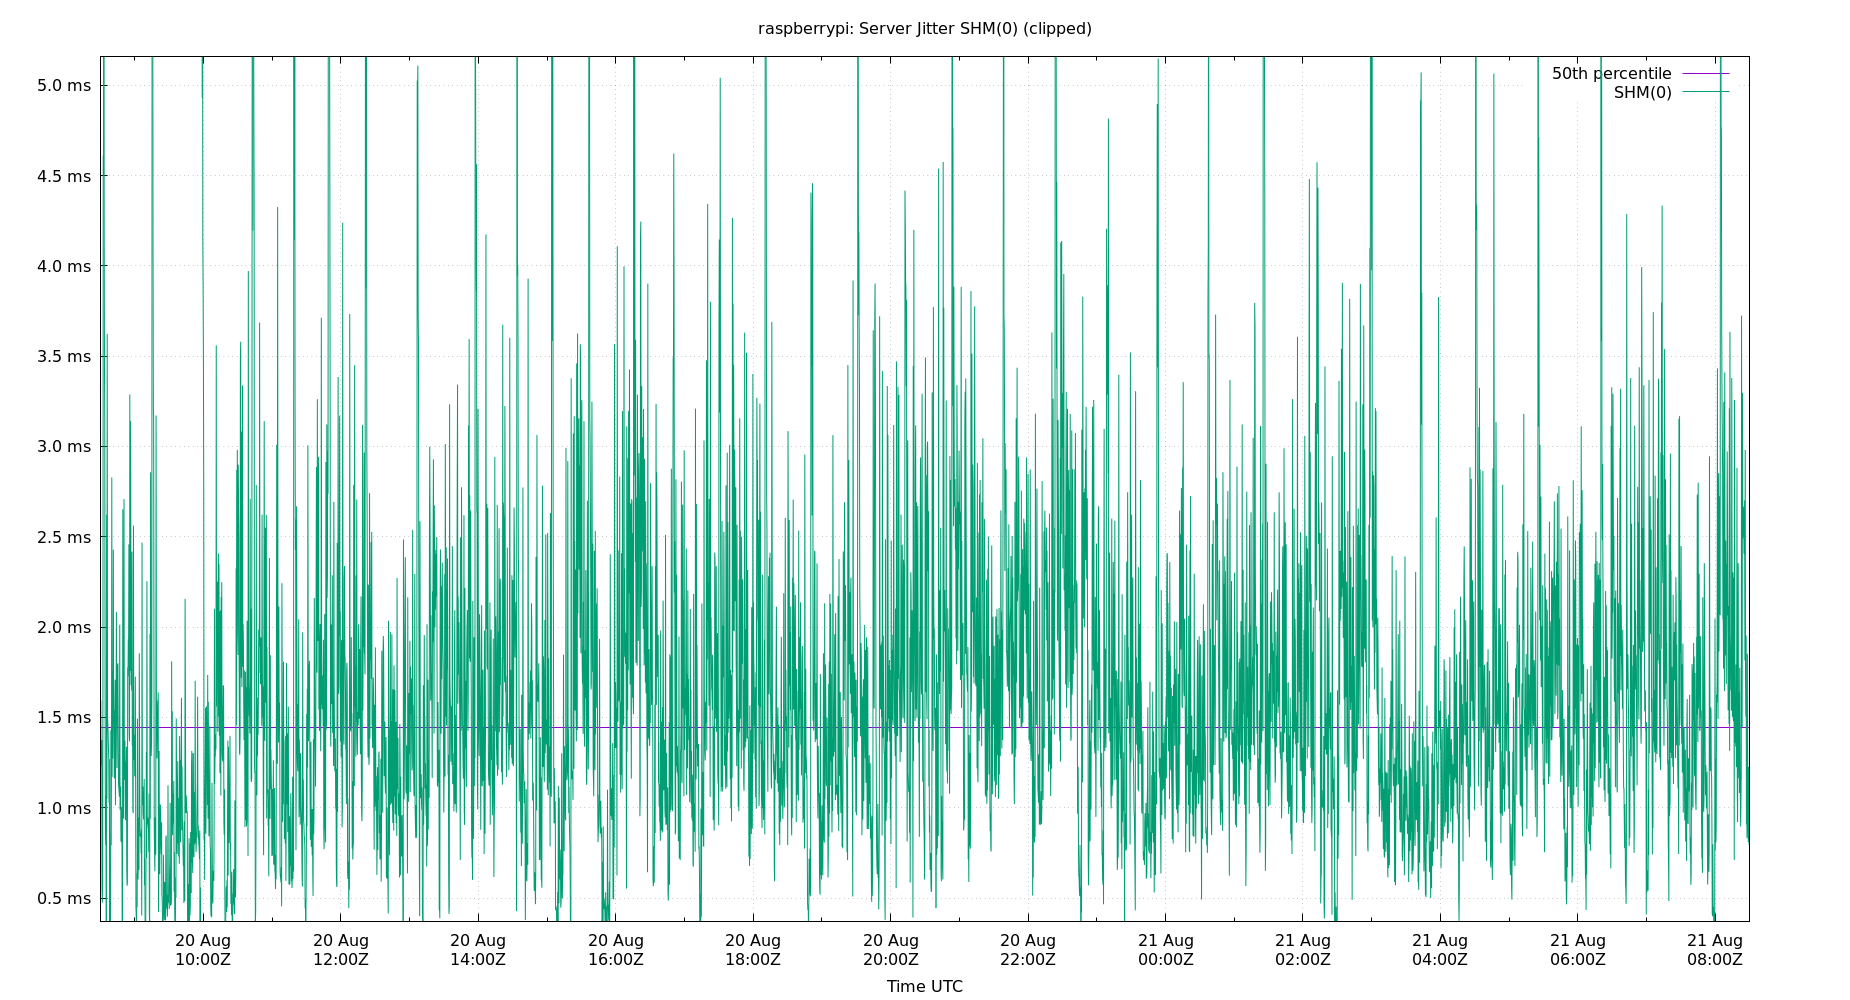 raspberrypi: Server Jitter SHM(0) (clipped)
50th percentile
SHM(0)
5.0 ms
4.5 ms
4.0 ms
3.5 ms
3.0 ms
2.5 ms
2.0 ms
1.5 ms
1.0 ms
0.5 ms
20 Aug 20 Aug 20 Aug 20 Aug 20 Aug 20 Aug 20 Aug 21 Aug 21 Aug 21 Aug 21 Aug 21 Aug
10:00Z 12:00Z 14:00Z 16:00Z 18:00Z 20:00Z 22:00Z 00:00Z 02:00Z 04:00Z 06:00Z 08:00Z
Time UTC